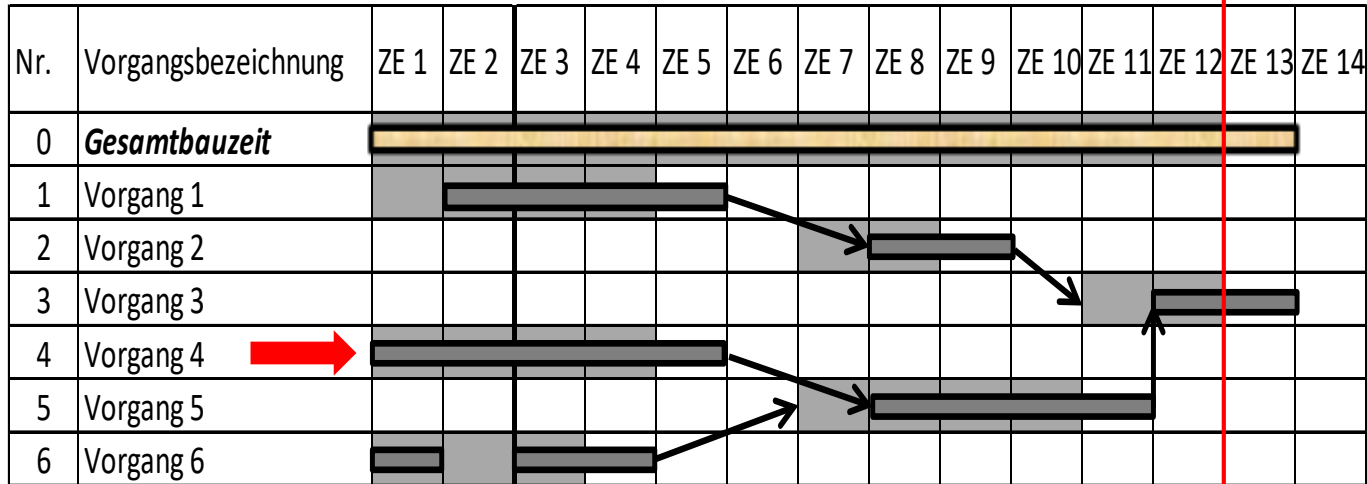 Nr. Vorgangsbezeichnung ZE 1 ZE 2 ZE 3 ZE 4 ZE 5 ZE 6 ZE 7 ZE 8 ZE 9 ZE 10 ZE 11 ZE 12 ZE 13 ZE 14
0 Gesamtbauzeit
1 Vorgang 1
2 Vorgang 2
3 Vorgang 3
4 Vorgang 4
5 Vorgang 5
6 Vorgang 6